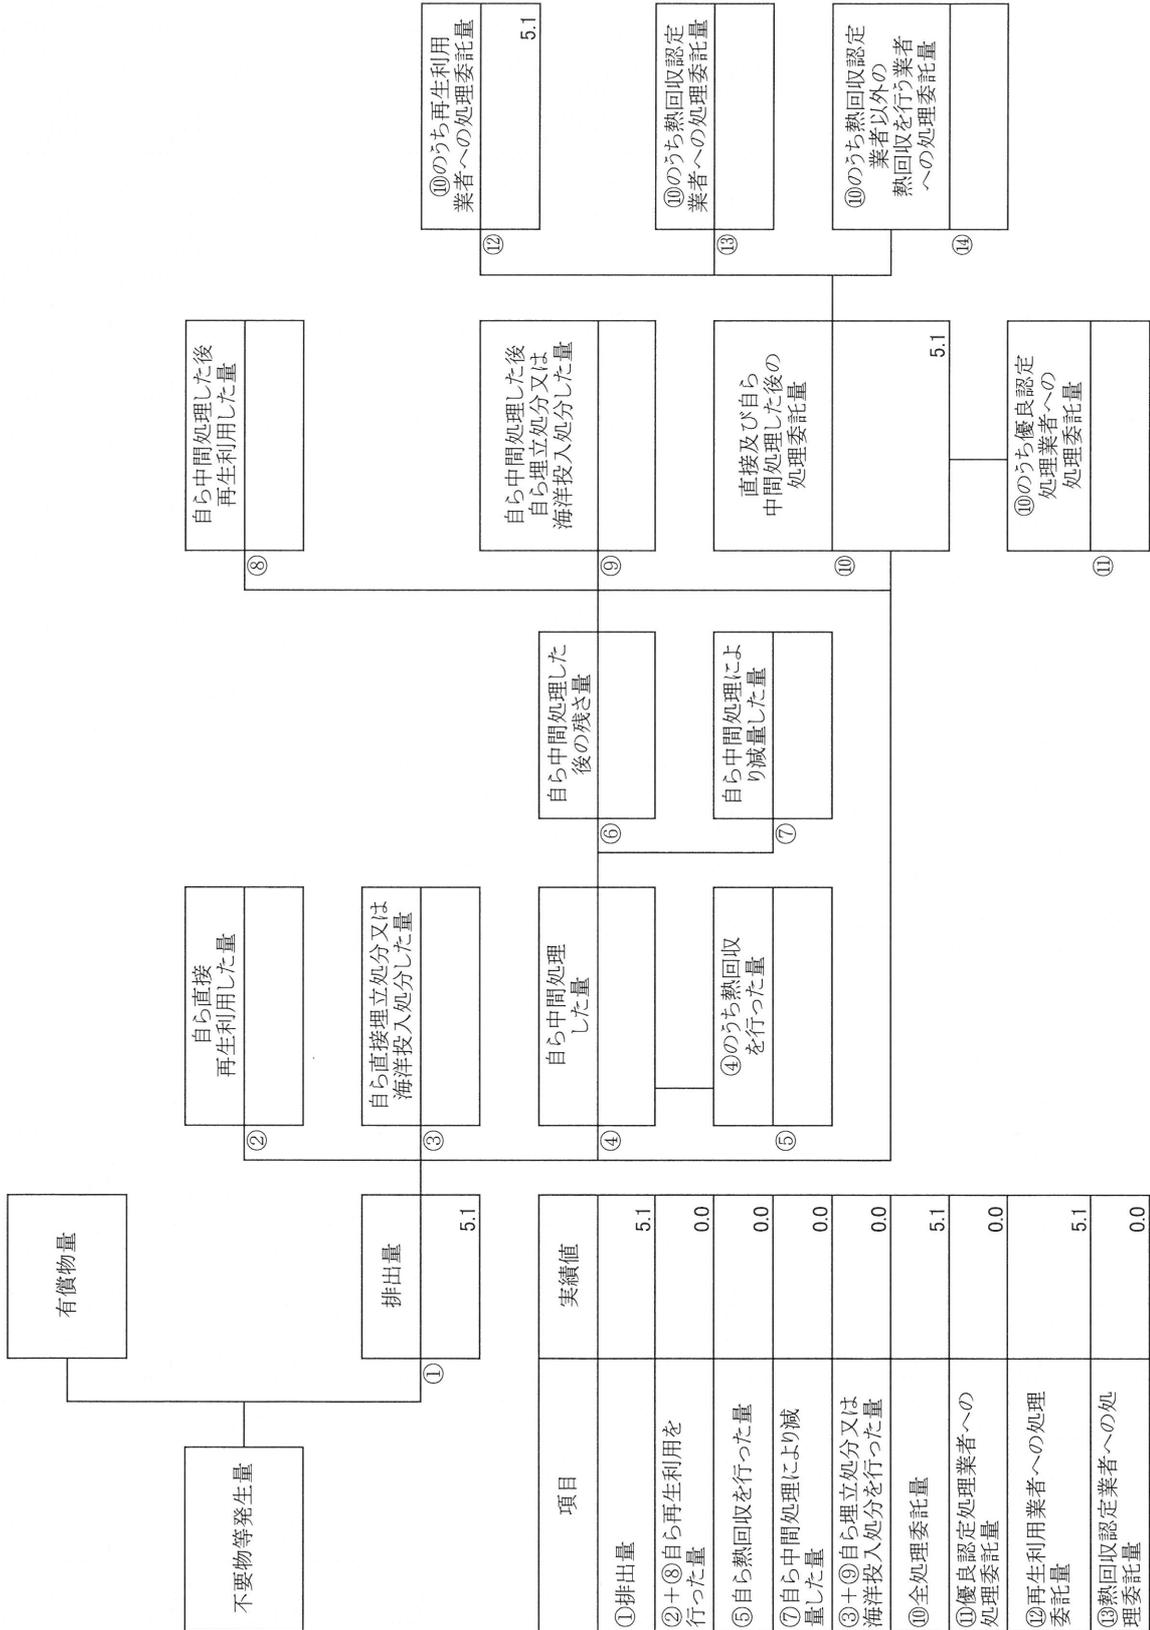 不要物等発生量
有償物量
排出量
①
5.1
自ら直接
再生利用した量
②
自ら直接埋立処分又は
海洋投入処分した量
③
自ら中間処理
した量
④
④のうち熱回収
を行った量
⑤
自ら中間処理した
後の残さ量
⑥
自ら中間処理によ
り減量した量
⑦
自ら中間処理した後
再生利用した量
⑧
自ら中間処理した後
自ら埋立処分又は
海洋投入処分した量
⑨
直接及び自ら
中間処理した後の
処理委託量
⑩
5.1
⑩のうち優良認定
処理業者への
処理委託量
⑪
⑩のうち再生利用
業者への処理委託量
⑫
5.1
⑩のうち熱回収認定
業者への処理委託量
⑬
⑩のうち熱回収認定
業者以外の
熱回収を行う業者
への処理委託量
⑭
項目
実績値
①排出量
5.1
②+⑧自ら再生利用を
行った量
0.0
⑤自ら熱回収を行った量
0.0
⑦自ら中間処理により減
量した量
0.0
③+⑨自ら埋立処分又は
海洋投入処分を行った量
0.0
⑩全処理委託量
5.1
⑪優良認定処理業者への
処理委託量
0.0
⑫再生利用業者への処理
委託量
5.1
⑬熱回収認定業者への処
理委託量
0.0